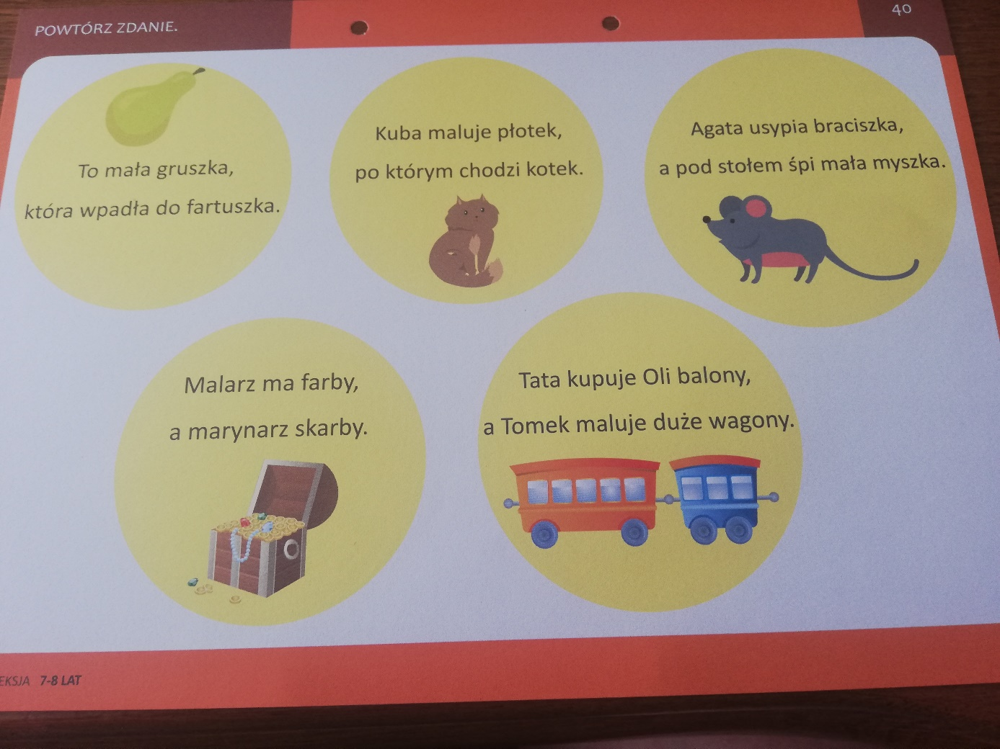 POWTÓRZ ZDANIE.
40
To mała gruszka,
która wpadła do fartuszka.
Kuba maluje płotek,
po którym chodzi kotek.
Agata usypia braciszka,
a pod stołem śpi mała myszka.
Malarz ma farby,
a marynarz skarby.
Tata kupuje Oli balony,
a Tomek maluje duże wagony.
7-8 LAT